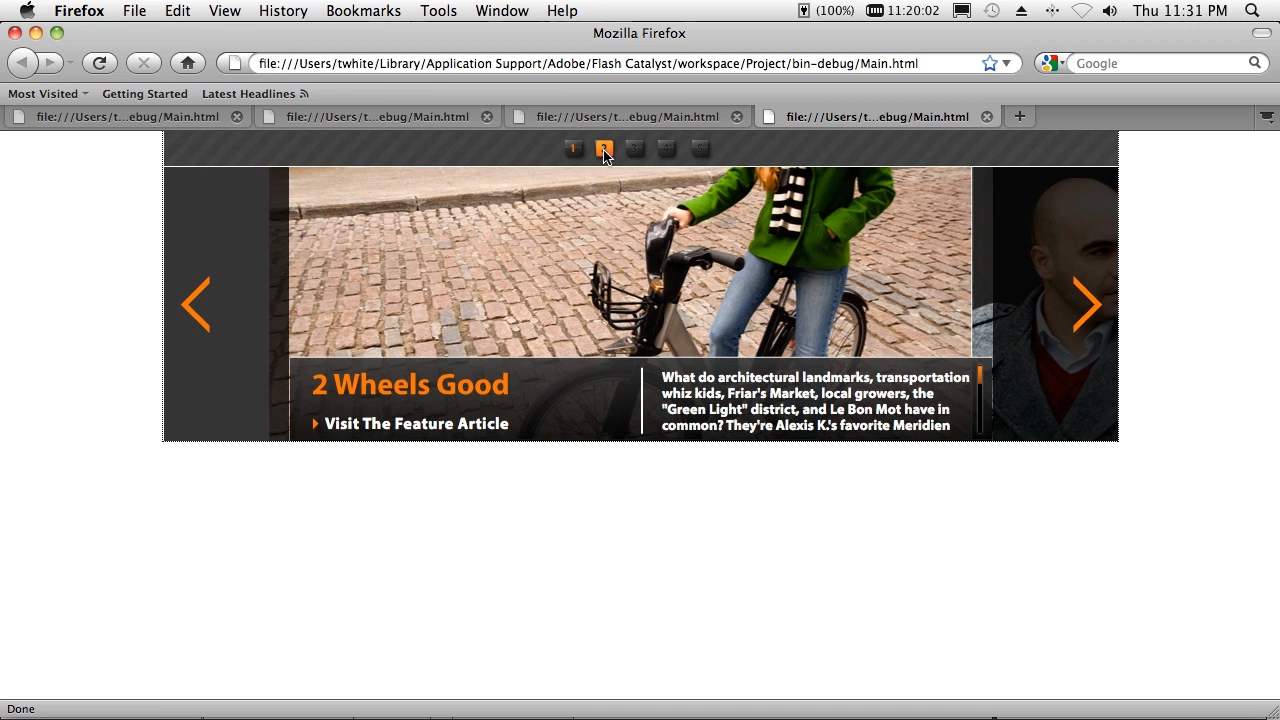 Firefox File Edit View History Bookmarks Tools Window Help (100%) 11:20:02 Thu 11:31 PM
Mozilla Firefox
file:///Users/twhite/Library/Application Support/Adobe/Flash Catalyst/workspace/Project/bin-debug/Main.html Google
Most Visited Getting Started Latest Headlines
file:///Users/t...ebug/Main.html file:///Users/t...ebug/Main.html file:///Users/t...ebug/Main.html file:///Users/t...ebug/Main.html
1 2 3 4 5
2 Wheels Good
Visit The Feature Article
What do architectural landmarks, transportation
whiz kids, Friar's Market, local growers, the
"Green Light" district, and Le Bon Mot have in
common? They're Alexis K.'s favorite Meridien
Done